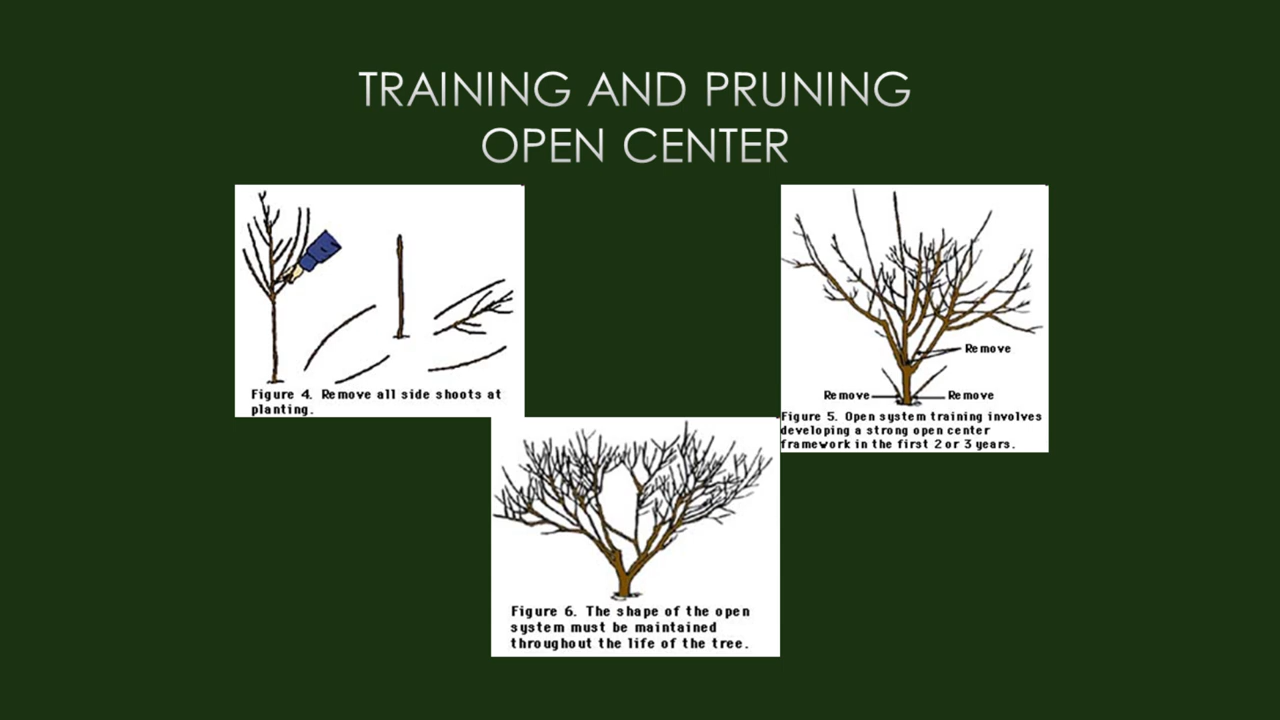 TRAINING AND PRUNING
OPEN CENTER
Figure 4. Remove all side shoots at
planting.
Remove
Remove
Remove
Figure 5. Open system training involves
developing a strong open center
framework in the first 2 or 3 years.
Figure 6. The shape of the open
system must be maintained
throughout the life of the tree.